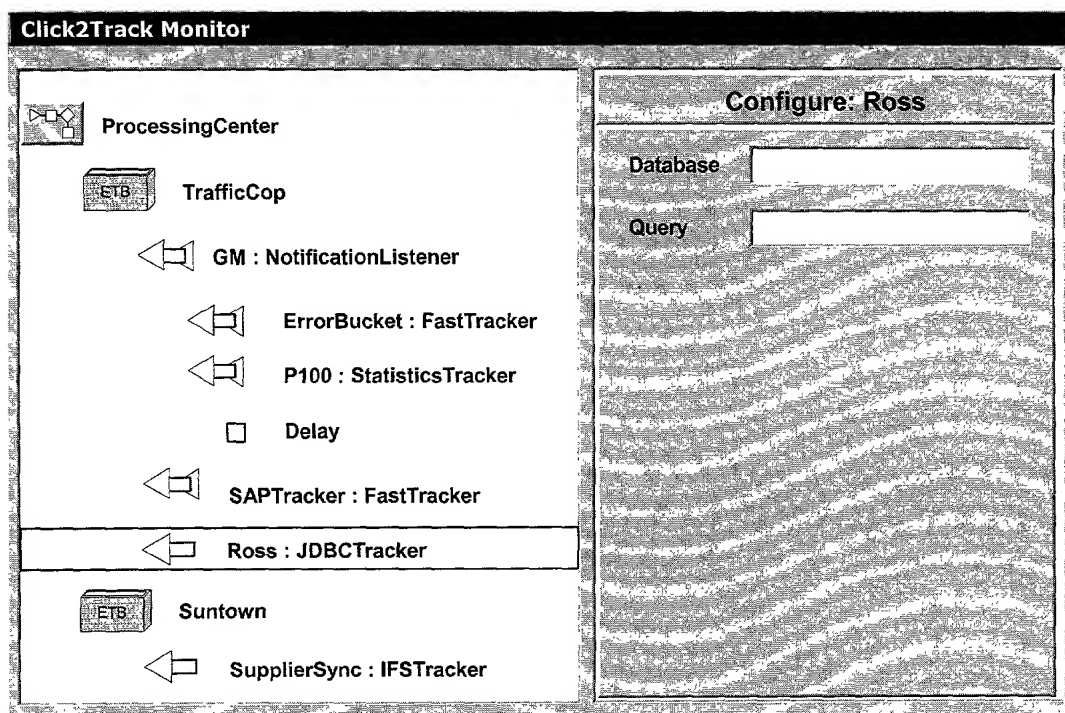 Click2Track Monitor
ProcessingCenter
ETB TrafficCop
GM : NotificationListener
ErrorBucket : FastTracker
P100 : StatisticsTracker
Delay
SAPTracker : FastTracker
Ross : JDBCTracker
ETB Suntown
SupplierSync : IFSTracker
Configure: Ross
Database
Query